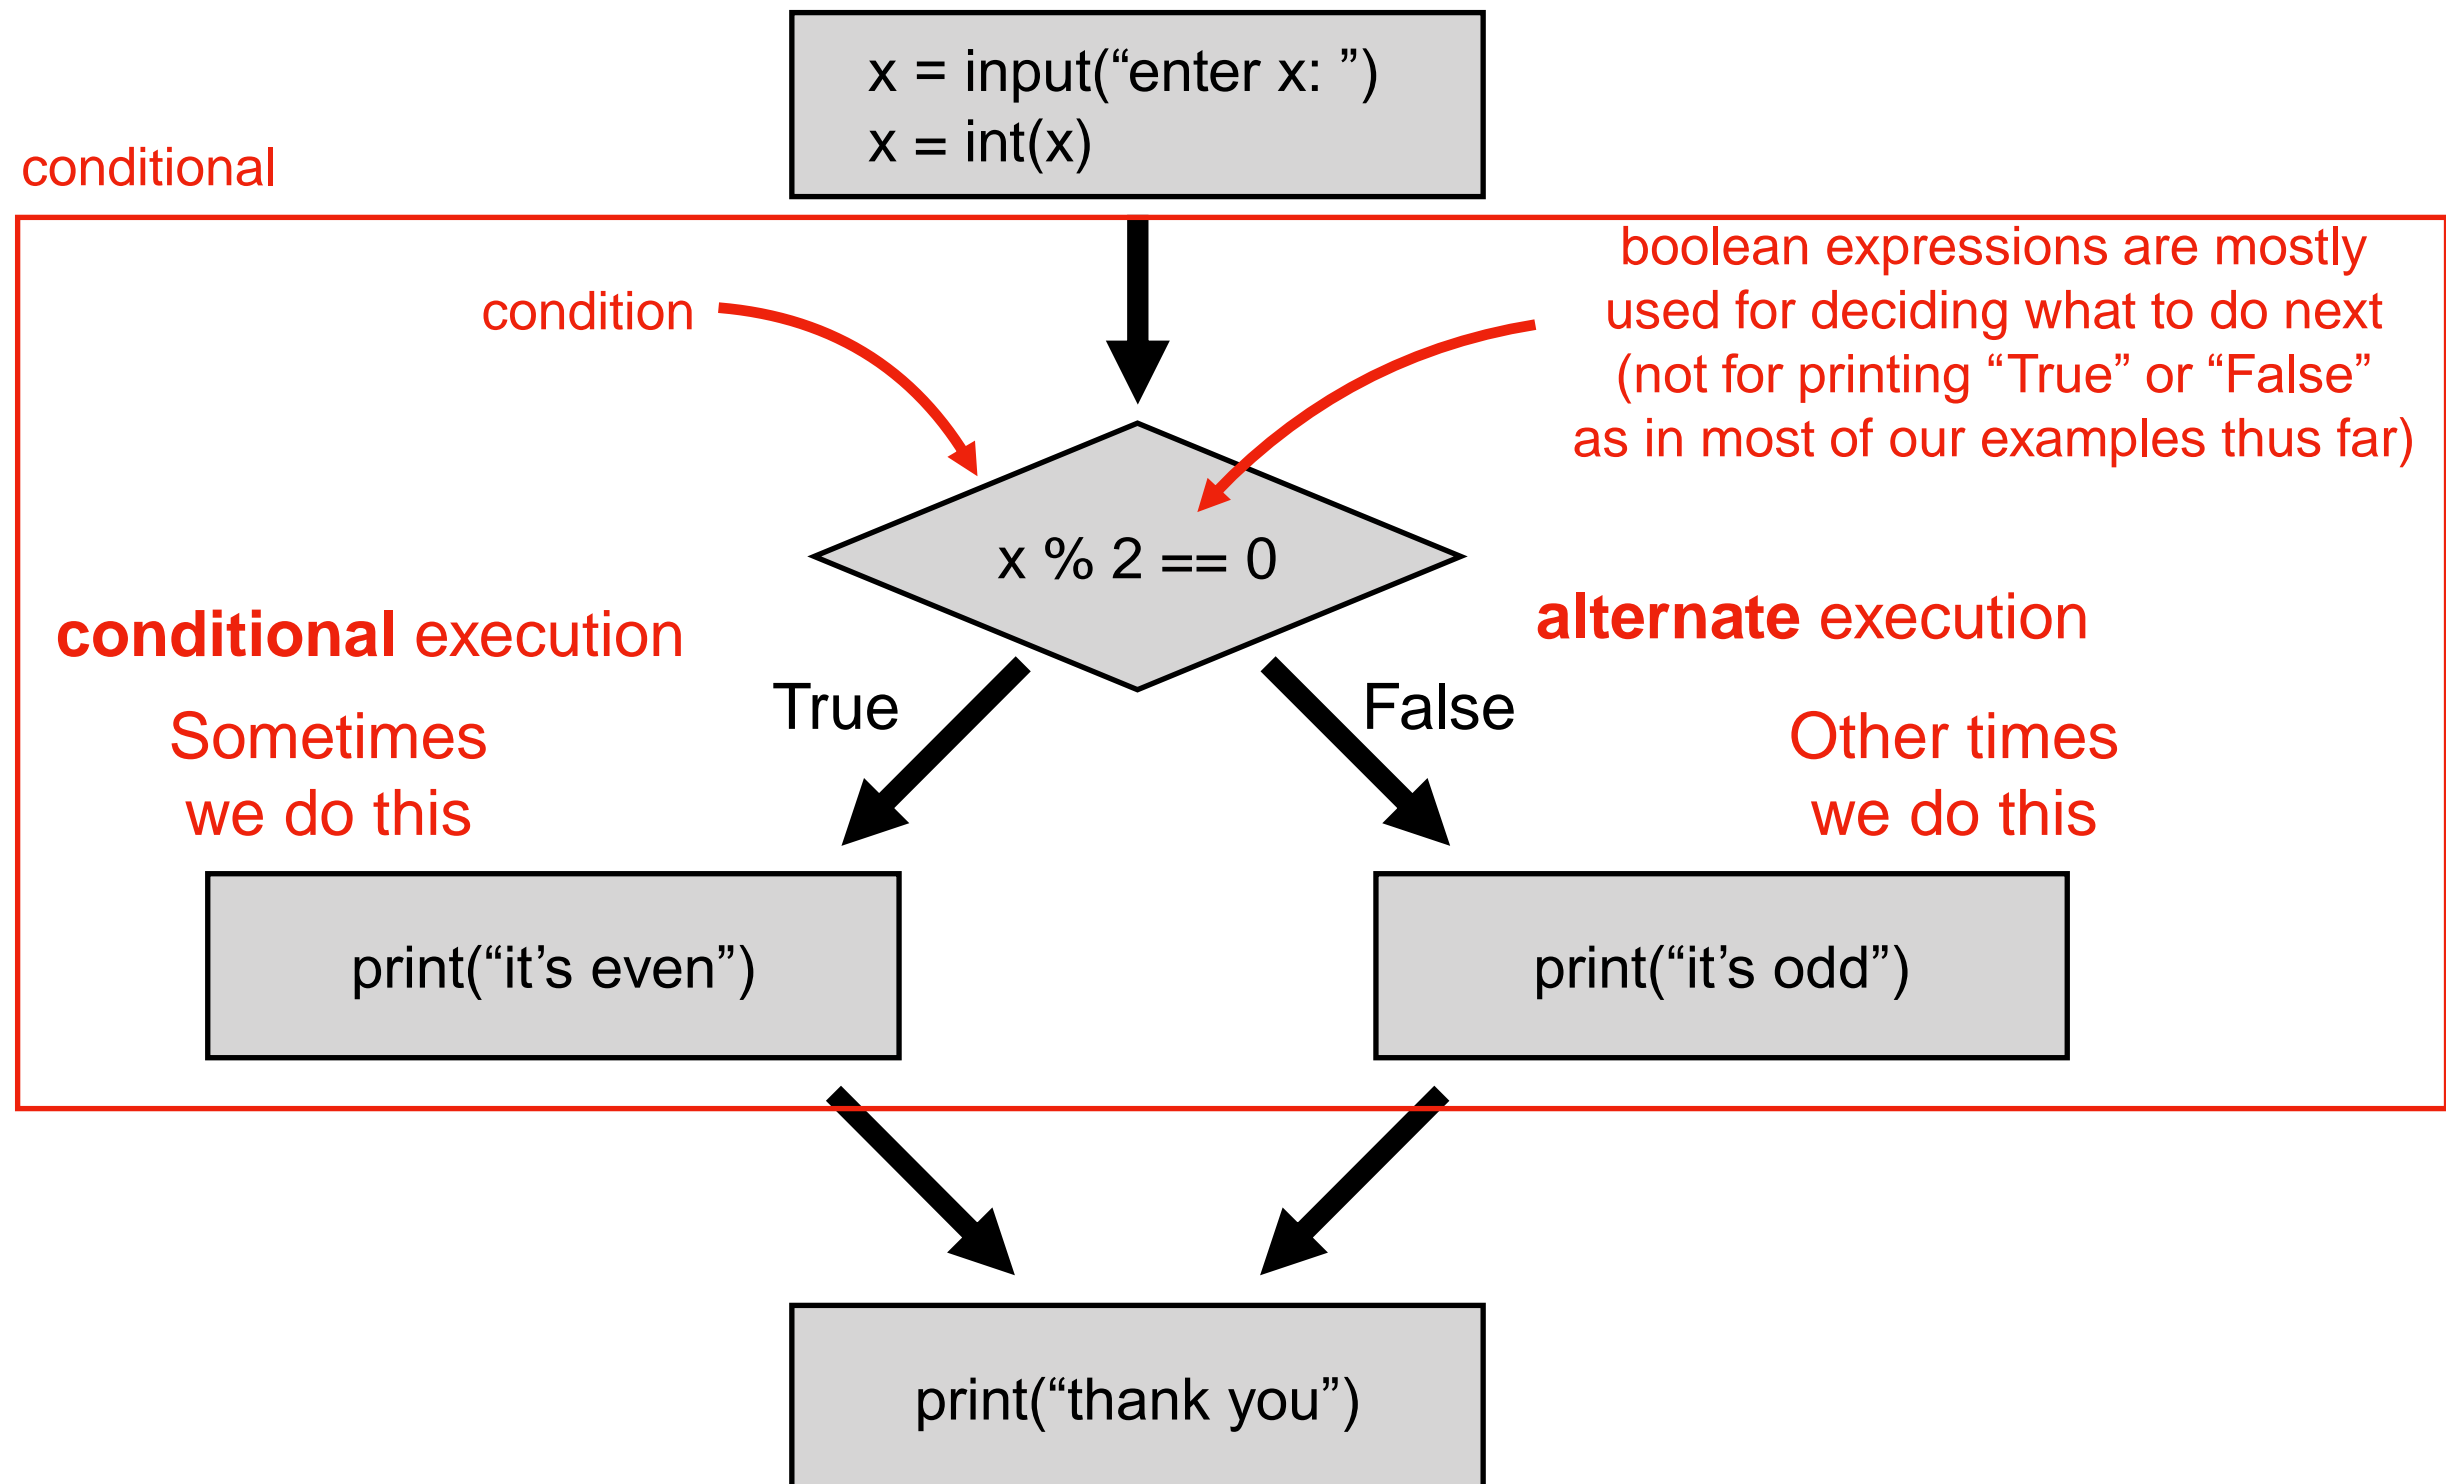 x = input(“enter x: ”)
x = int(x)
conditional
condition
boolean expressions are mostly
used for deciding what to do next
(not for printing “True” or “False”
as in most of our examples thus far)
x % 2 == 0
conditional execution
Sometimes
we do this
True
False
alternate execution
Other times
we do this
print(“it’s even”)
print(“it’s odd”)
print(“thank you”)